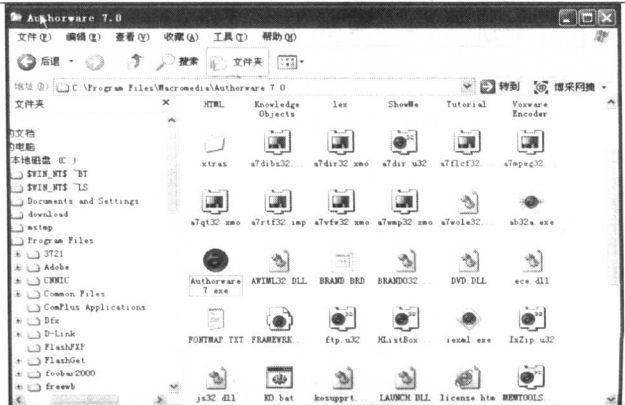 Authorware 7.0
文件(F) 编辑(E) 查看(V) 收藏(A) 工具(T) 帮助(H)
后退 搜索 文件夹
地址(D) C:\Program Files\Macromedia\Authorware 7.0 转到 博采网摘
文件夹 ×
的文档
的电脑
本地磁盘 (C:)
$WIN_NT$.~BT
$WIN_NT$.~LS
Documents and Settings
download
mstmp
Program Files
3721
Adobe
CNNIC
Common Files
ComPlus Applications
Dfx
D-Link
FlashFXP
FlashGet
foobar2000
freewb
HTML Knowledge Objects lex ShowMe Tutorial Voxware Encoder
xtras a7dibs32... a7dir32.xmo a7dir.u32 a7flcf32... a7mpeg32...
a7qt32.xmo a7rtf32.imp a7vfw32.xmo a7wmp32.xmo a7wole32... ab32a.exe
Authorware 7.exe AWIML32.DLL BRAND.BRD BRANDO32... DVD.DLL ece.dll
FONTMAP.TXT FRAMEWRK... ftp.u32 HListBox... iexml.exe IzZip.u32
js32.dll KO.bat kosupprt... LAUNCH.DLL license.htm MEMTOOLS...